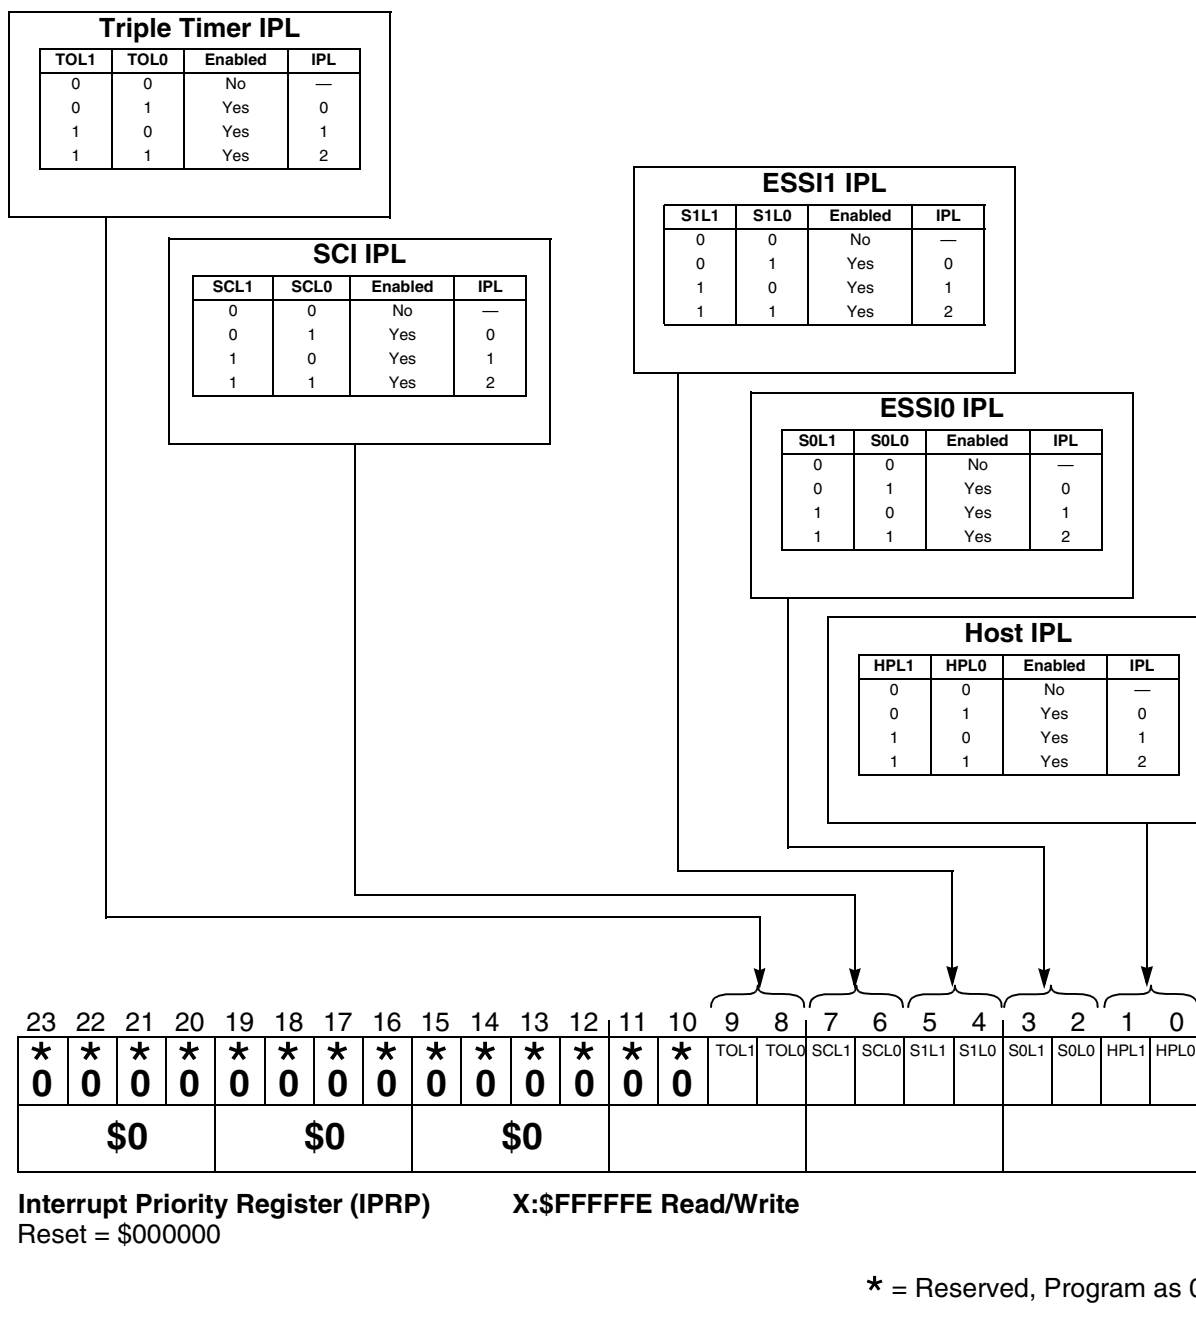 Triple Timer IPL
TOL1 TOL0 Enabled IPL
0 0 No —
0 1 Yes 0
1 0 Yes 1
1 1 Yes 2
SCI IPL
SCL1 SCL0 Enabled IPL
0 0 No —
0 1 Yes 0
1 0 Yes 1
1 1 Yes 2
ESSI1 IPL
S1L1 S1L0 Enabled IPL
0 0 No —
0 1 Yes 0
1 0 Yes 1
1 1 Yes 2
ESSI0 IPL
S0L1 S0L0 Enabled IPL
0 0 No —
0 1 Yes 0
1 0 Yes 1
1 1 Yes 2
Host IPL
HPL1 HPL0 Enabled IPL
0 0 No —
0 1 Yes 0
1 0 Yes 1
1 1 Yes 2
23 22 21 20 19 18 17 16 15 14 13 12 11 10 9 8 7 6 5 4 3 2 1 0
* * * * * * * * * * * * * * TOL1 TOL0 SCL1 SCL0 S1L1 S1L0 S0L1 S0L0 HPL1 HPL0
0 0 0 0 0 0 0 0 0 0 0 0 0 0
$0 $0 $0
Interrupt Priority Register (IPRP) X:$FFFFFE Read/Write
Reset = $000000
* = Reserved, Program as 0